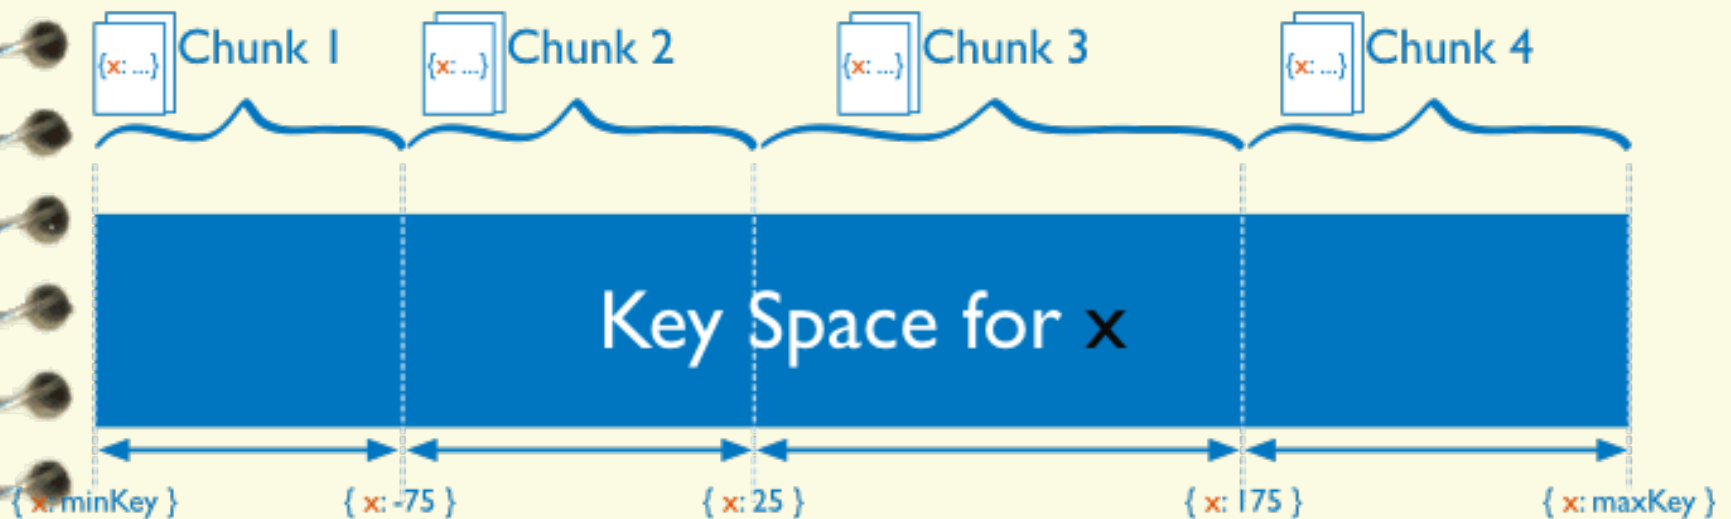 {x: ...} Chunk 1
{x: ...} Chunk 2
{x: ...} Chunk 3
{x: ...} Chunk 4
Key Space for x
{ x: minKey }
{ x: -75 }
{ x: 25 }
{ x: 175 }
{ x: maxKey }